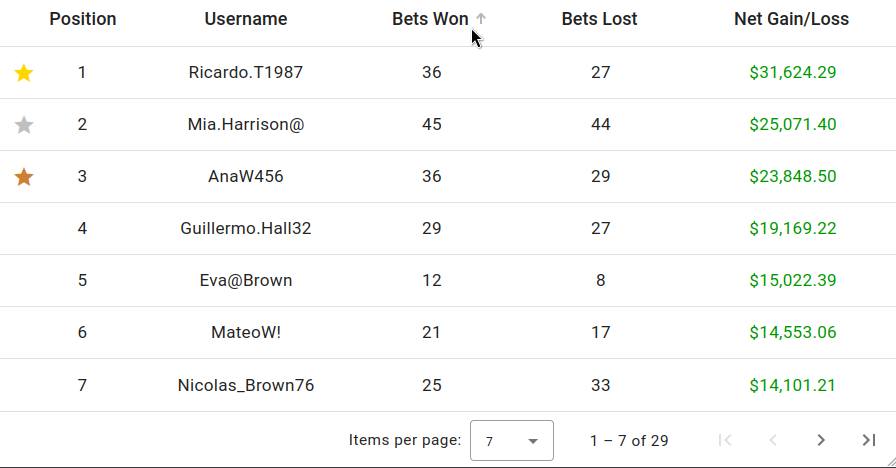 Position Username Bets Won Bets Lost Net Gain/Loss
1 Ricardo.T1987 36 27 $31,624.29
2 Mia.Harrison@ 45 44 $25,071.40
3 AnaW456 36 29 $23,848.50
4 Guillermo.Hall32 29 27 $19,169.22
5 Eva@Brown 12 8 $15,022.39
6 MateoW! 21 17 $14,553.06
7 Nicolas_Brown76 25 33 $14,101.21
Items per page: 7 1 – 7 of 29